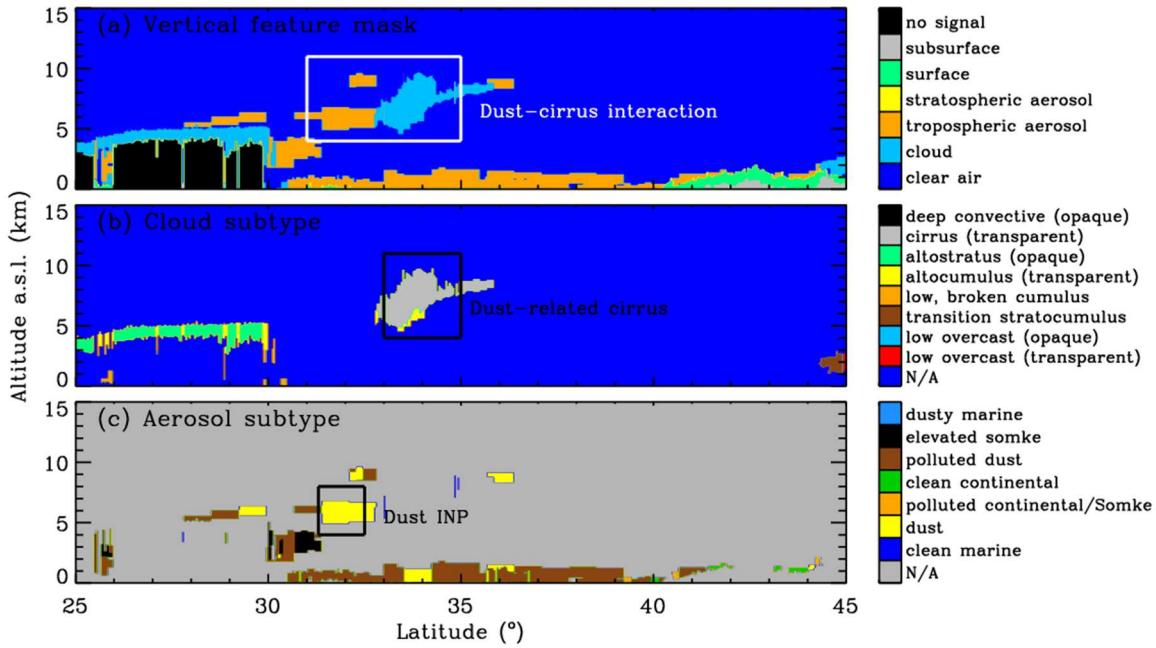 15
(a) Vertical feature mask
10
Dust-cirrus interaction
5
0
no signal
subsurface
surface
stratospheric aerosol
tropospheric aerosol
cloud
clear air
15
(b) Cloud subtype
10
Dust-related cirrus
5
0
deep convective (opaque)
cirrus (transparent)
altostratus (opaque)
altocumulus (transparent)
low, broken cumulus
transition stratocumulus
low overcast (opaque)
low overcast (transparent)
N/A
Altitude a.s.l. (km)
15
(c) Aerosol subtype
10
Dust INP
5
0
dusty marine
elevated somke
polluted dust
clean continental
polluted continental/Somke
dust
clean marine
N/A
25 30 35 40 45
Latitude (°)